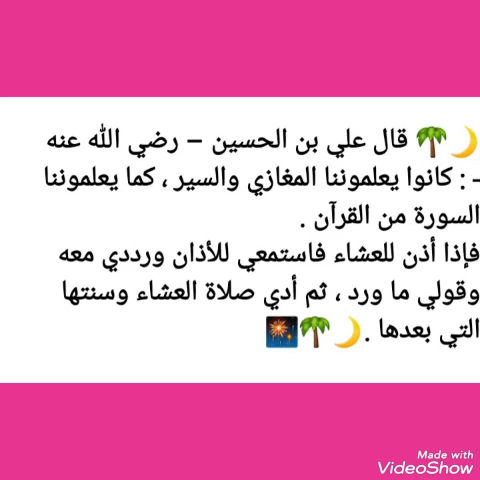 🌙🌴 قال علي بن الحسين – رضي الله عنه
- : كانوا يعلموننا المغازي والسير ، كما يعلموننا
السورة من القرآن .
فإذا أذن للعشاء فاستمعي للأذان ورددي معه
وقولي ما ورد ، ثم أدي صلاة العشاء وسنتها
التي بعدها .🌙🌴🎆
Made with
VideoShow